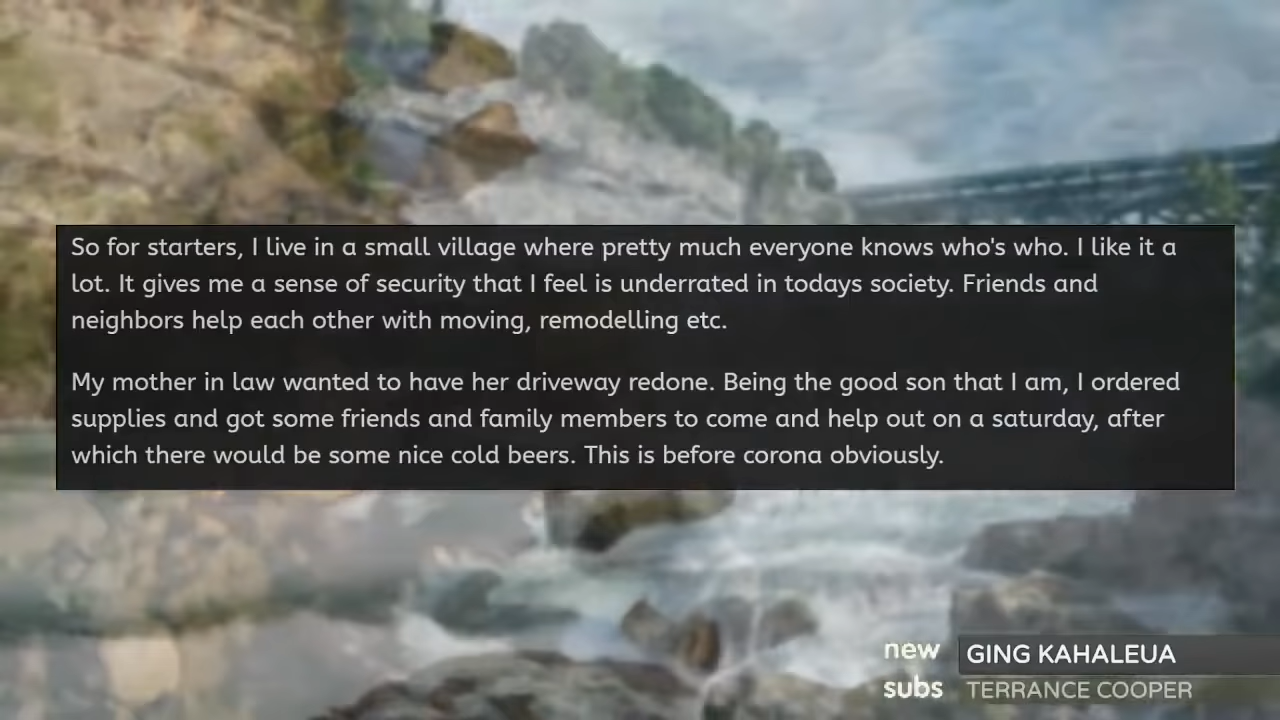 So for starters, I live in a small village where pretty much everyone knows who's who. I like it a
lot. It gives me a sense of security that I feel is underrated in todays society. Friends and
neighbors help each other with moving, remodelling etc.
My mother in law wanted to have her driveway redone. Being the good son that I am, I ordered
supplies and got some friends and family members to come and help out on a saturday, after
which there would be some nice cold beers. This is before corona obviously.
new
subs
GING KAHALEUA
TERRANCE COOPER